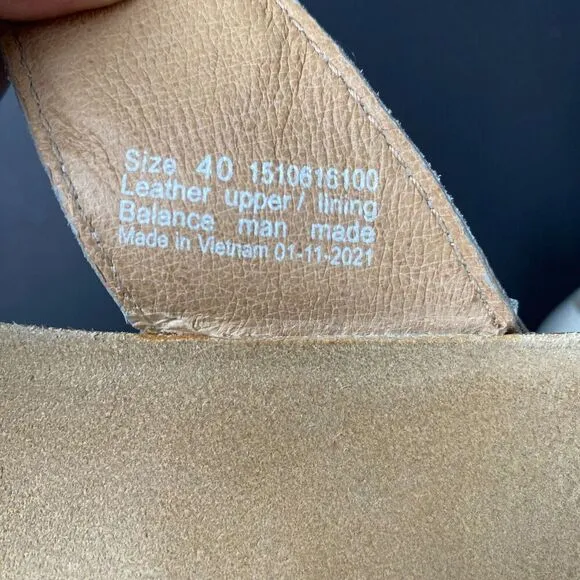 Size 40 1510616100
Leather upper/ lining
Balance man made
Made in Vietnam 01-11-2021